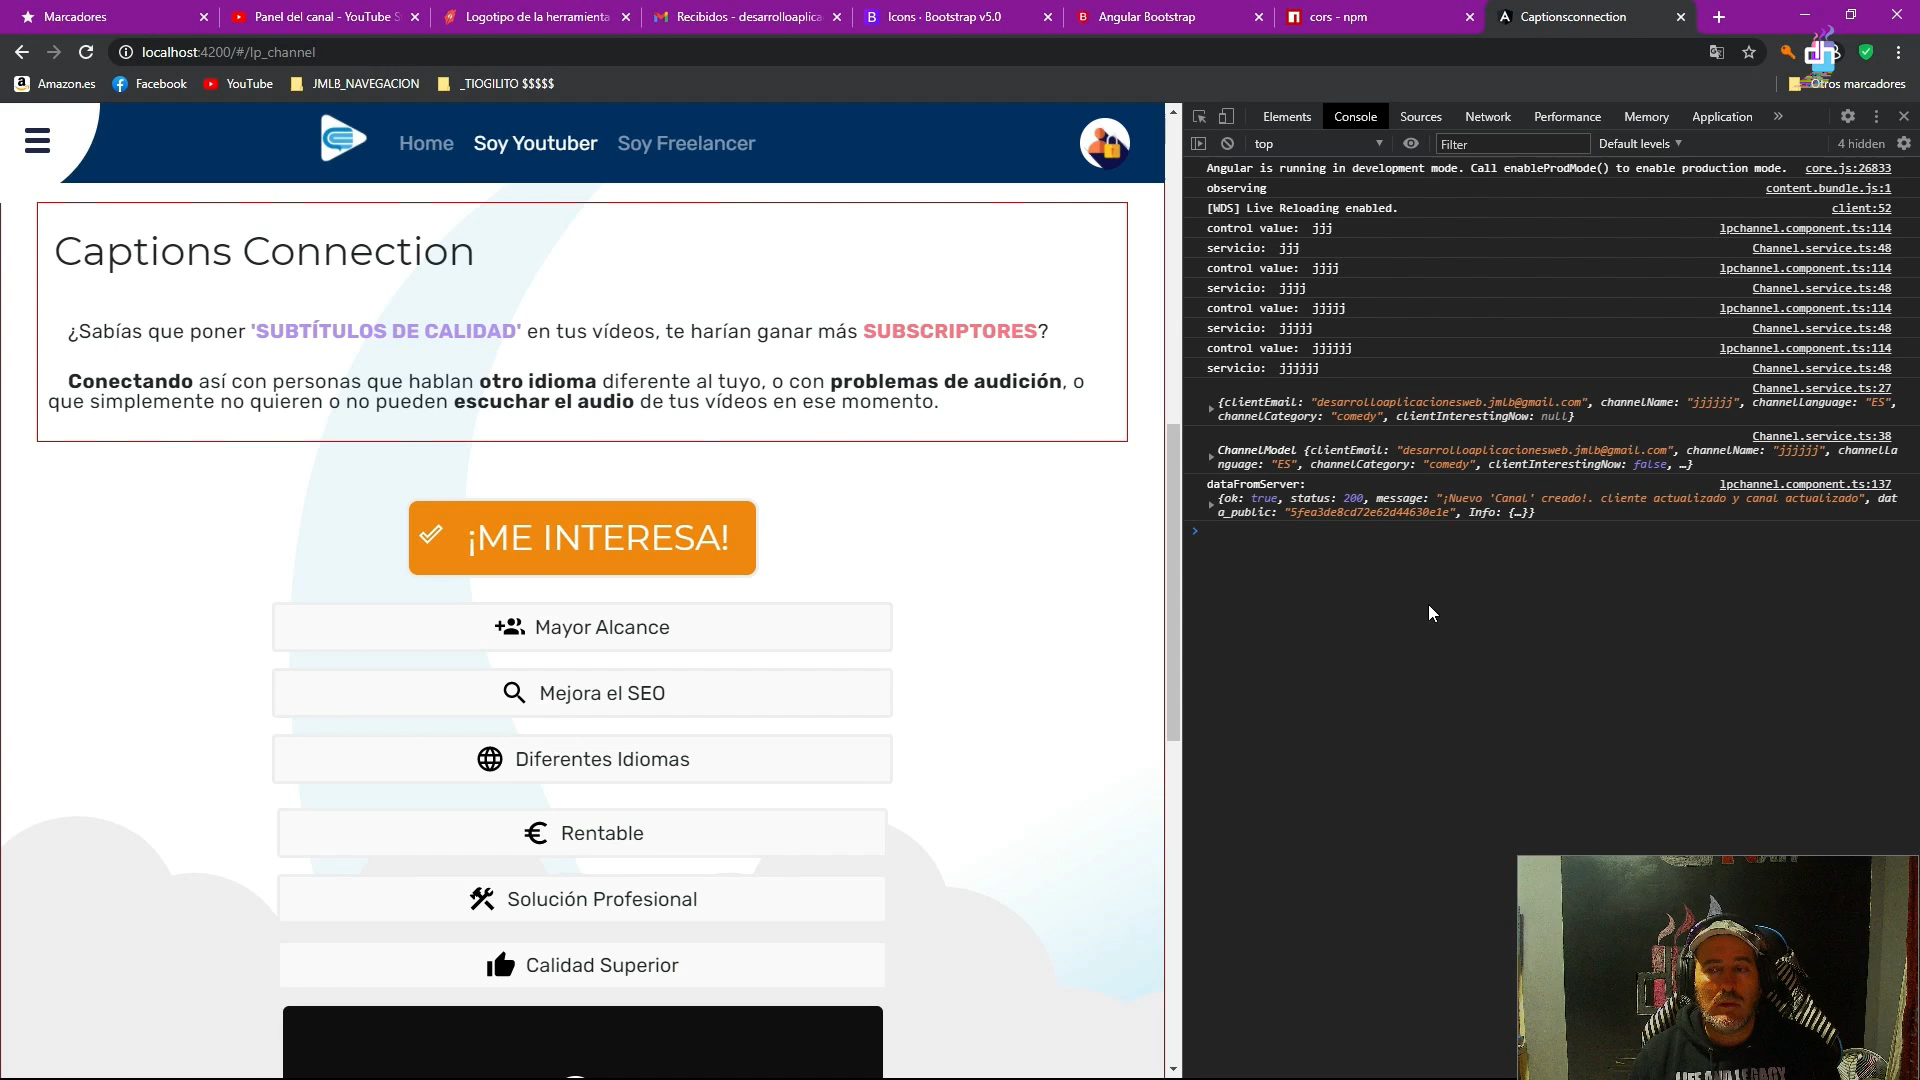 Marcadores
Panel del canal - YouTube S
Logotipo de la herramienta
Recibidos - desarrolloaplica
Icons · Bootstrap v5.0
Angular Bootstrap
cors - npm
Captionsconnection
localhost:4200/#/lp_channel
Amazon.es
Facebook
YouTube
JMLB_NAVEGACION
_TIOGILITO $$$$$
Otros marcadores
Home
Soy Youtuber
Soy Freelancer
Captions Connection
¿Sabías que poner 'SUBTÍTULOS DE CALIDAD' en tus vídeos, te harían ganar más SUBSCRIPTORES?
Conectando así con personas que hablan otro idioma diferente al tuyo, o con problemas de audición, o
que simplemente no quieren o no pueden escuchar el audio de tus vídeos en ese momento.
¡ME INTERESA!
Mayor Alcance
Mejora el SEO
Diferentes Idiomas
Rentable
Solución Profesional
Calidad Superior
Elements
Console
Sources
Network
Performance
Memory
Application
top
Filter
Default levels
4 hidden
Angular is running in development mode. Call enableProdMode() to enable production mode. core.js:26833
observing content.bundle.js:1
[WDS] Live Reloading enabled. client:52
control value: jjj lpchannel.component.ts:114
servicio: jjj Channel.service.ts:48
control value: jjjj lpchannel.component.ts:114
servicio: jjjj Channel.service.ts:48
control value: jjjjj lpchannel.component.ts:114
servicio: jjjjj Channel.service.ts:48
control value: jjjjjj lpchannel.component.ts:114
servicio: jjjjjj Channel.service.ts:48
Channel.service.ts:27
{clientEmail: "desarrolloaplicacionesweb.jmlb@gmail.com", channelName: "jjjjjj", channelLanguage: "ES",
channelCategory: "comedy", clientInterestingNow: null}
Channel.service.ts:38
ChannelModel {clientEmail: "desarrolloaplicacionesweb.jmlb@gmail.com", channelName: "jjjjjj", channelLa
nguage: "ES", channelCategory: "comedy", clientInterestingNow: false, …}
dataFromServer: lpchannel.component.ts:137
{ok: true, status: 200, message: "¡Nuevo 'Canal' creado!. cliente actualizado y canal actualizado", dat
a_public: "5fea3de8cd72e62d44630e1e", Info: {…}}
LIFE AND LEGACY